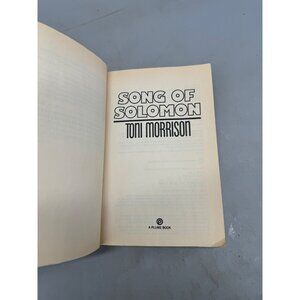 SONG OF
SOLOMON
TONI MORRISON
A PLUME BOOK